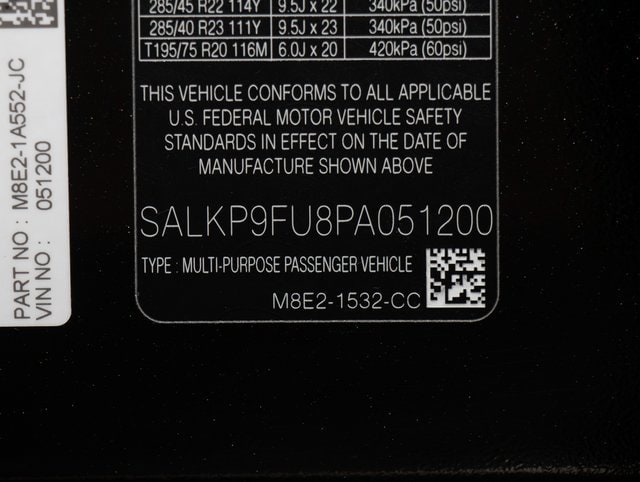 285/45 R22 114Y 9.5J x 22 340kPa (50psi)
285/40 R23 111Y 9.5J x 23 340kPa (50psi)
T195/75 R20 116M 6.0J x 20 420kPa (60psi)
THIS VEHICLE CONFORMS TO ALL APPLICABLE
U.S. FEDERAL MOTOR VEHICLE SAFETY
STANDARDS IN EFFECT ON THE DATE OF
MANUFACTURE SHOWN ABOVE
SALKP9FU8PA051200
TYPE : MULTI-PURPOSE PASSENGER VEHICLE
M8E2-1532-CC
PART NO : M8E2-1A552-JC
VIN NO : 051200